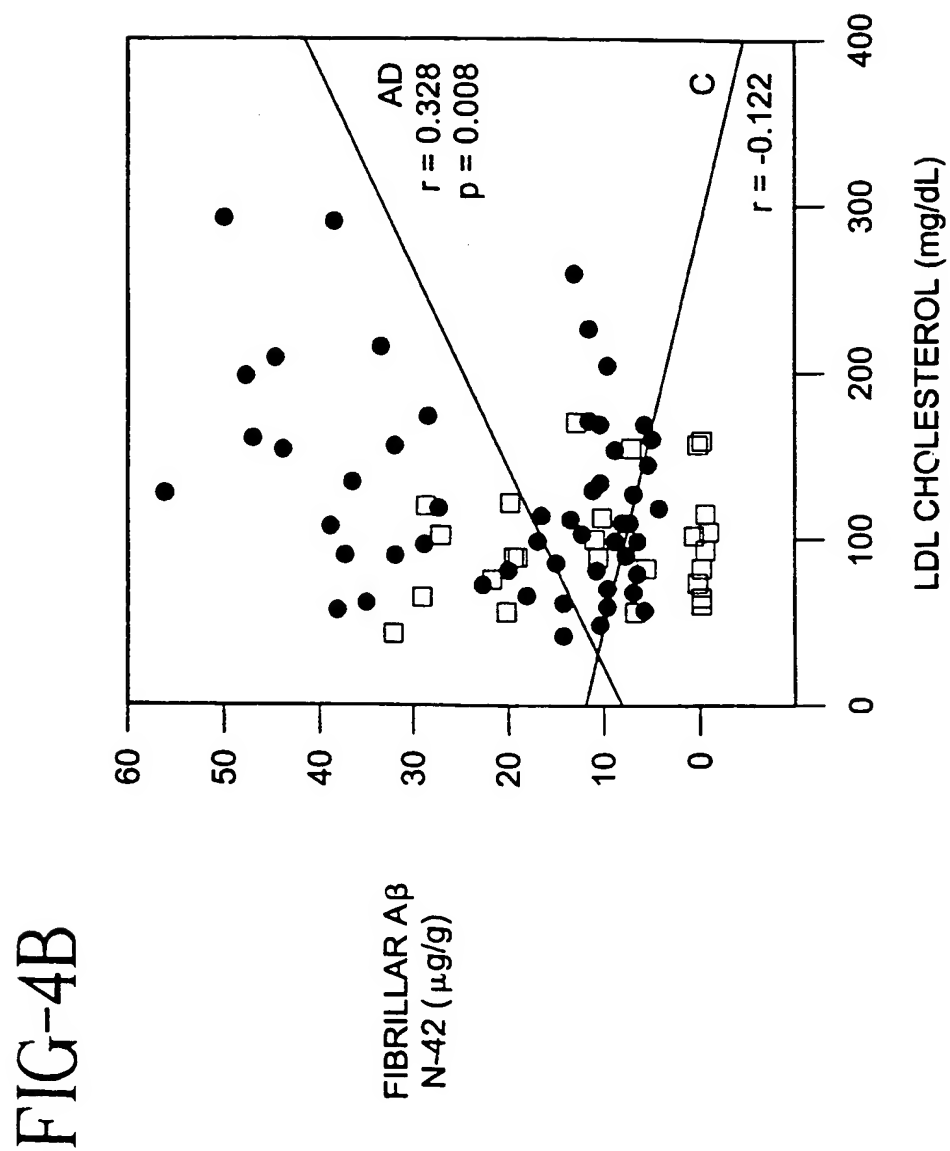 FIG-4B
FIBRILLAR Aβ
N-42 (μg/g)
60
50
40
30
20
10
0
AD
r = 0.328
p = 0.008
C
r = -0.122
0
100
200
300
400
LDL CHOLESTEROL (mg/dL)